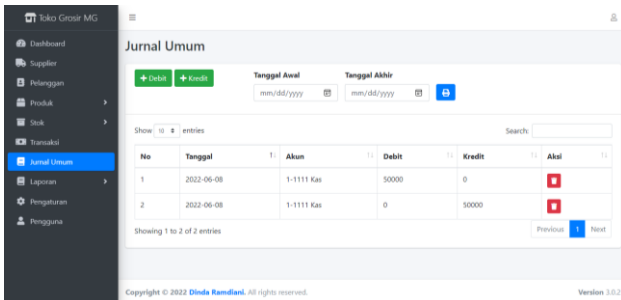 Toko Grosir MG
Dashboard
Supplier
Pelanggan
Produk
Stok
Transaksi
Jurnal Umum
Laporan
Pengaturan
Pengguna
Jurnal Umum
+ Debit
+ Kredit
Tanggal Awal
Tanggal Akhir
mm/dd/yyyy
mm/dd/yyyy
Show 10 entries
Search:
No Tanggal Akun Debit Kredit Aksi
1 2022-06-08 1-1111 Kas 50000 0
2 2022-06-08 1-1111 Kas 0 50000
Showing 1 to 2 of 2 entries
Previous 1 Next
Copyright © 2022 Dinda Ramdiani. All rights reserved.
Version 3.0.2